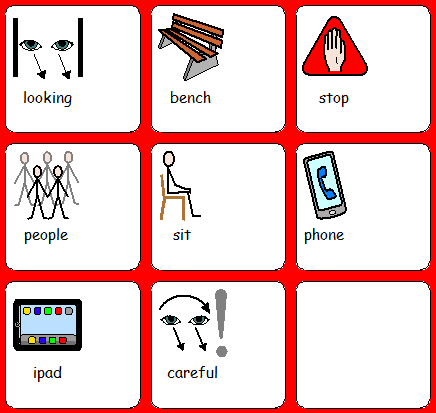 looking
bench
stop
people
sit
phone
ipad
careful